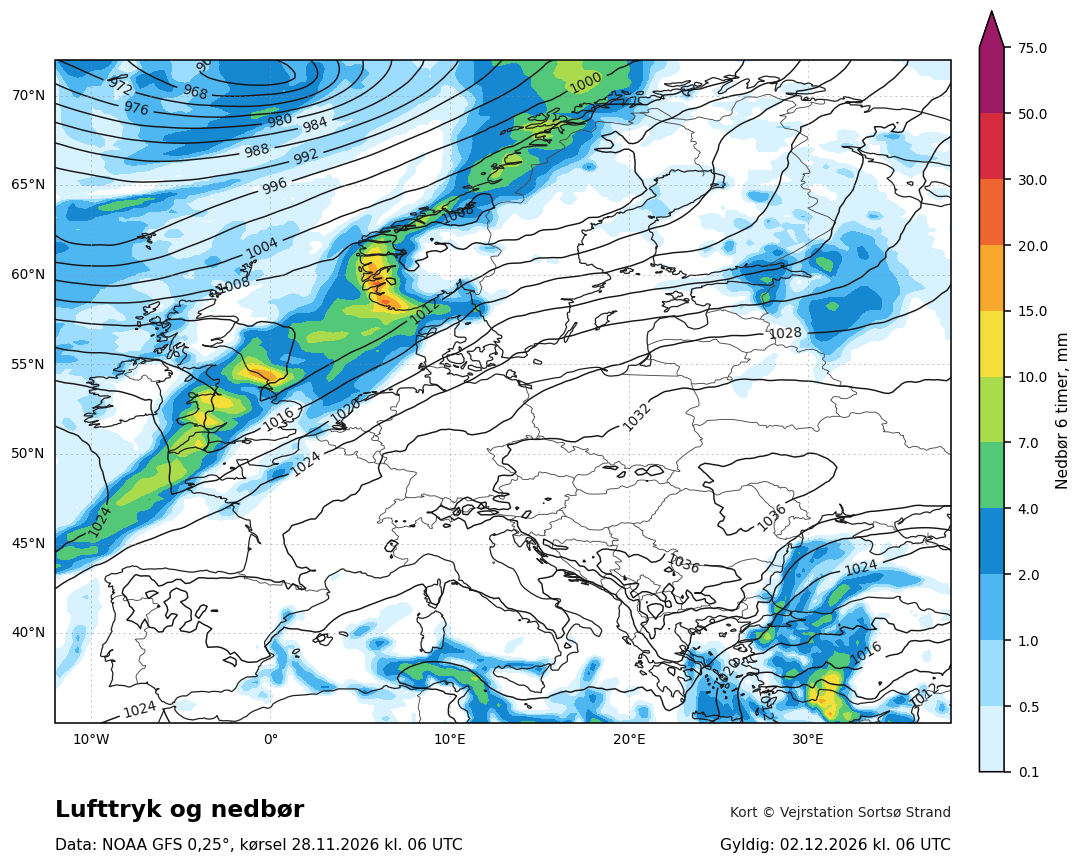 75.0
50.0
30.0
20.0
15.0
10.0
7.0
4.0
2.0
1.0
0.5
0.1
Nedbør 6 timer, mm
70°N
65°N
60°N
55°N
50°N
45°N
40°N
10°W
0°
10°E
20°E
30°E
972
968
976
980
984
988
992
996
1000
1004
1008
1008
1012
1016
1020
1024
1024
1028
1032
1036
1036
1024
1016
1020
1012
1012
1024
Lufttryk og nedbør
Kort © Vejrstation Sortsø Strand
Data: NOAA GFS 0,25°, kørsel 28.11.2026 kl. 06 UTC
Gyldig: 02.12.2026 kl. 06 UTC